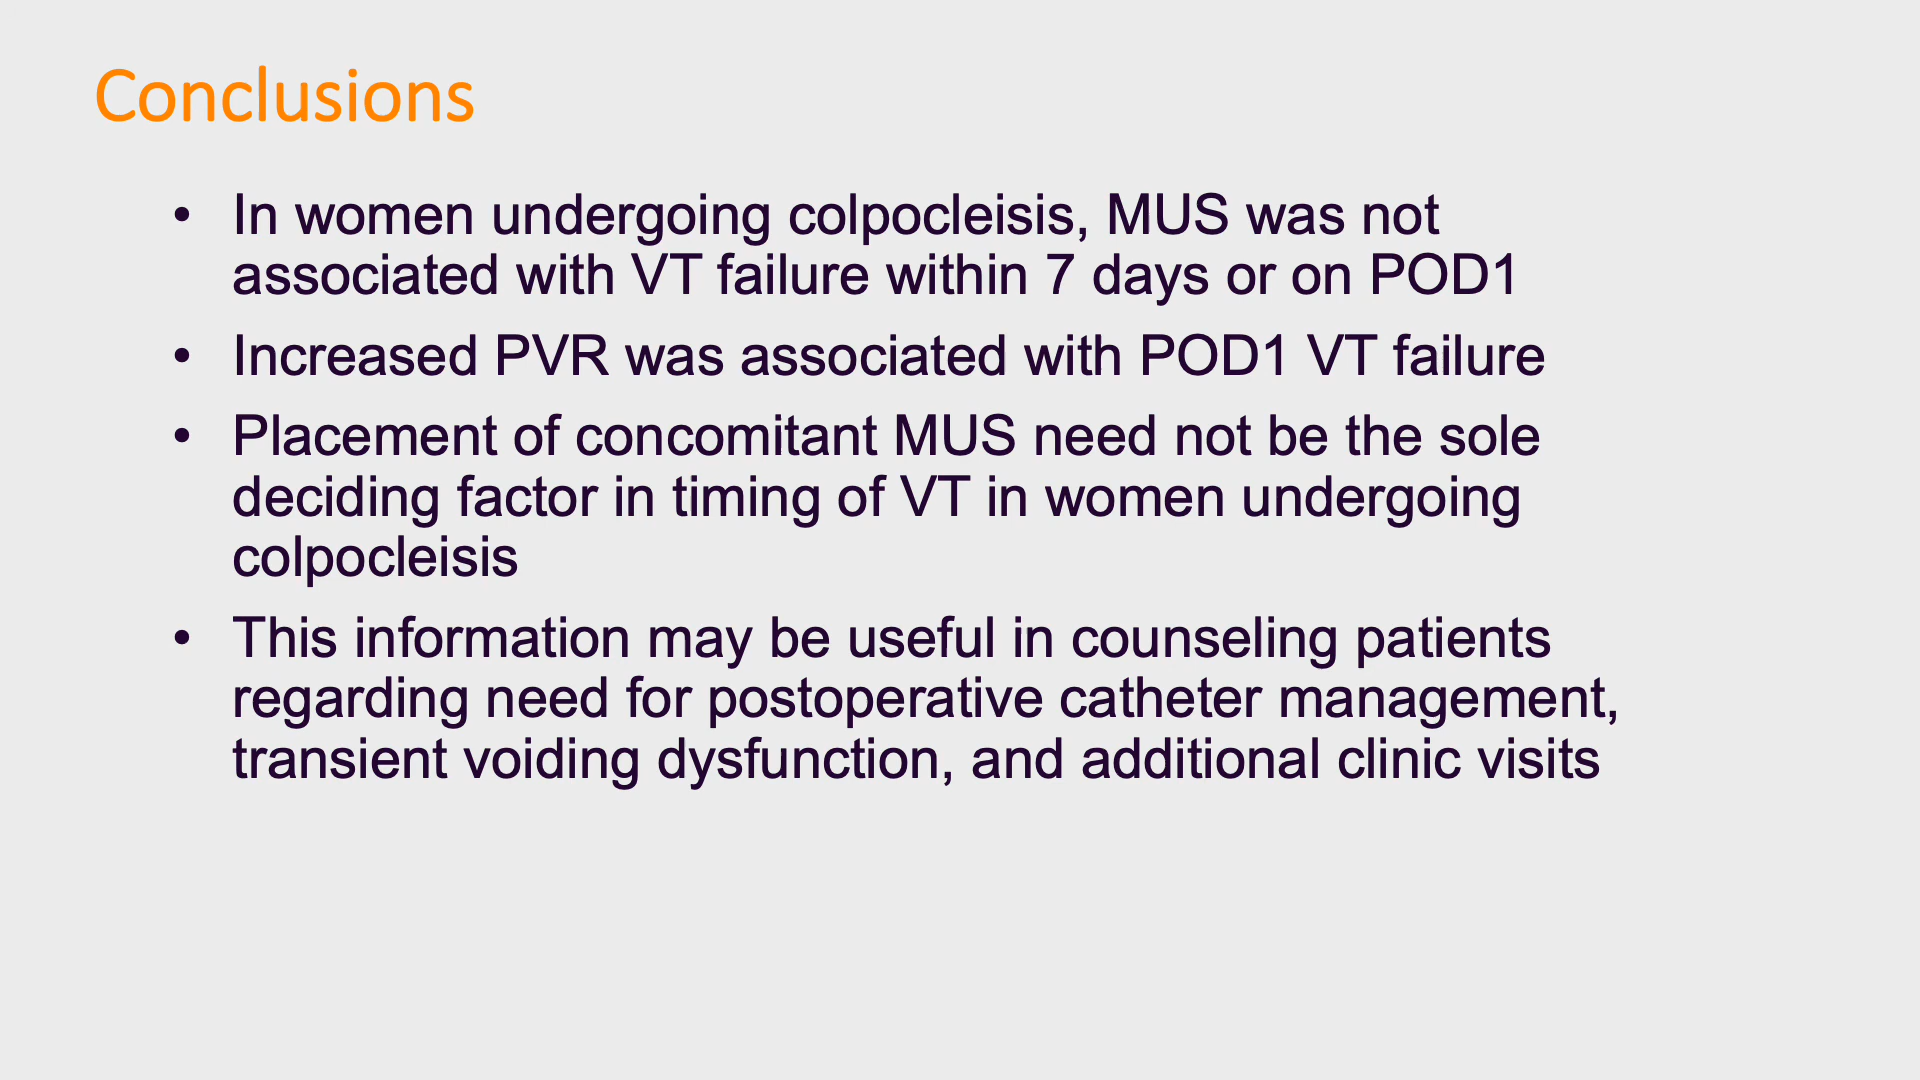 Conclusions
• In women undergoing colpocleisis, MUS was not
associated with VT failure within 7 days or on POD1
• Increased PVR was associated with POD1 VT failure
• Placement of concomitant MUS need not be the sole
deciding factor in timing of VT in women undergoing
colpocleisis
• This information may be useful in counseling patients
regarding need for postoperative catheter management,
transient voiding dysfunction, and additional clinic visits